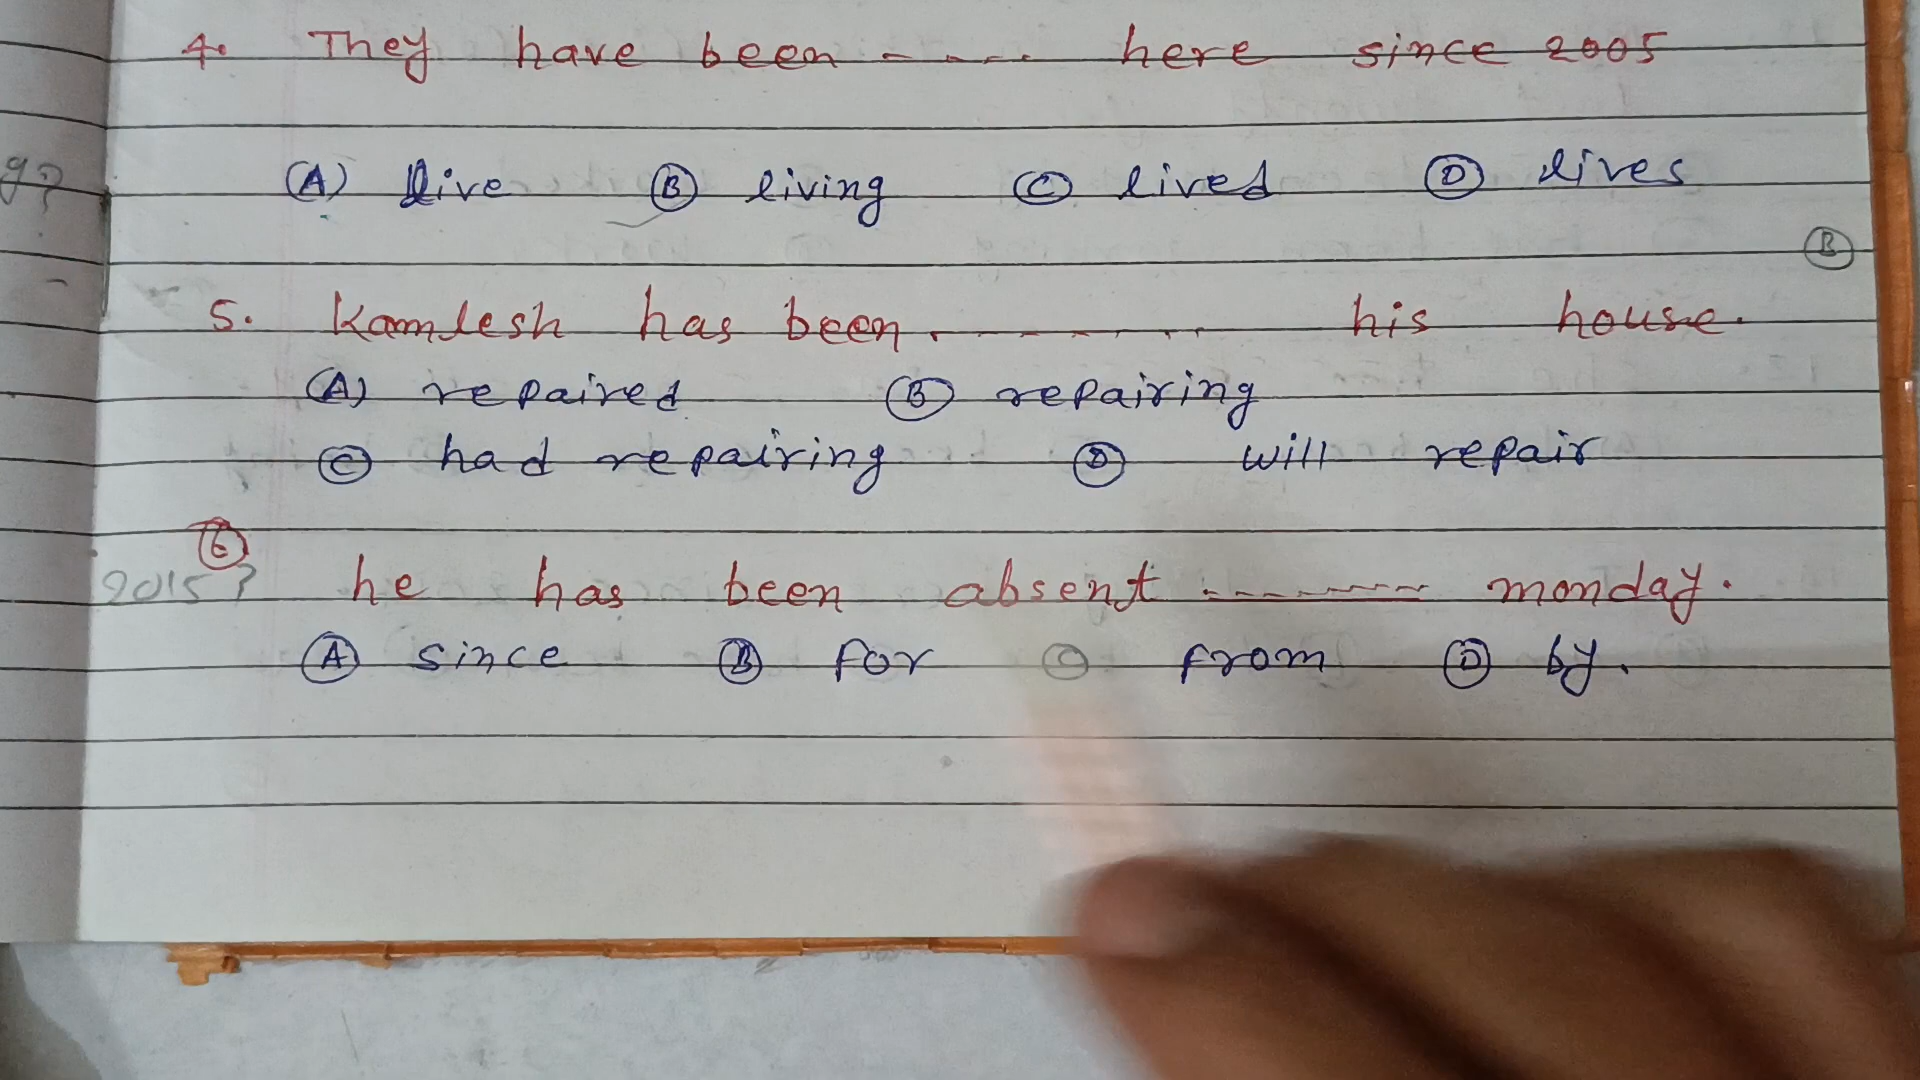 4. They have been ----- here since 2005
g?
(A) live (B) living (C) lived (D) lives
(B)
5. Kamlesh has been .-------- his house.
(A) repaired (B) repairing
(C) had repairing (D) will repair
(6)
2015? he has been absent -------- monday.
(A) since (B) for (C) from (D) by.